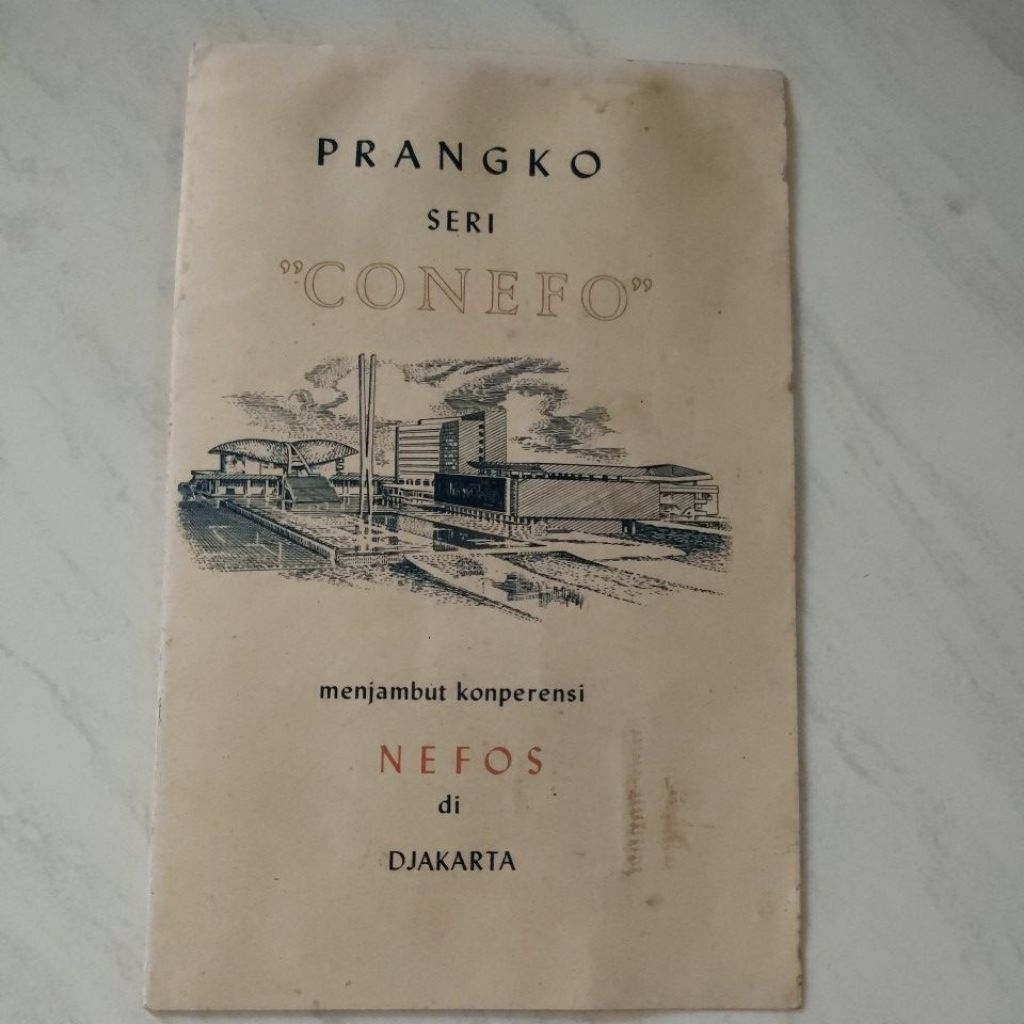 PRANGKO
SERI
”CONEFO”
menjambut konperensi
NEFOS
di
DJAKARTA